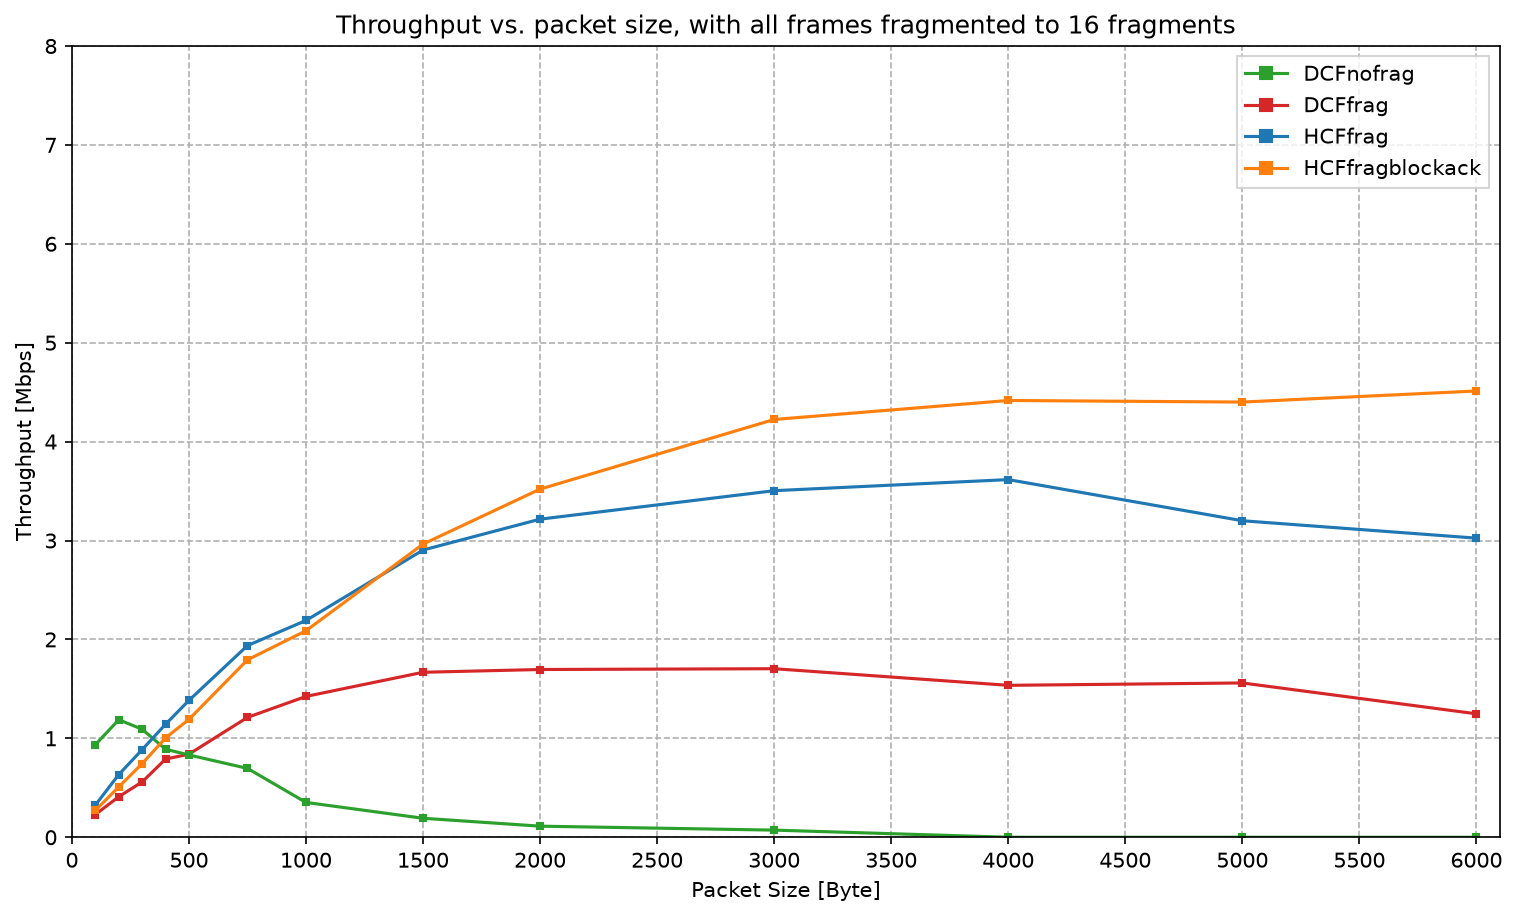 Throughput vs. packet size, with all frames fragmented to 16 fragments
8
7
6
5
4
3
2
1
0
Throughput [Mbps]
DCFnofrag
DCFfrag
HCFfrag
HCFfragblockack
0 500 1000 1500 2000 2500 3000 3500 4000 4500 5000 5500 6000
Packet Size [Byte]